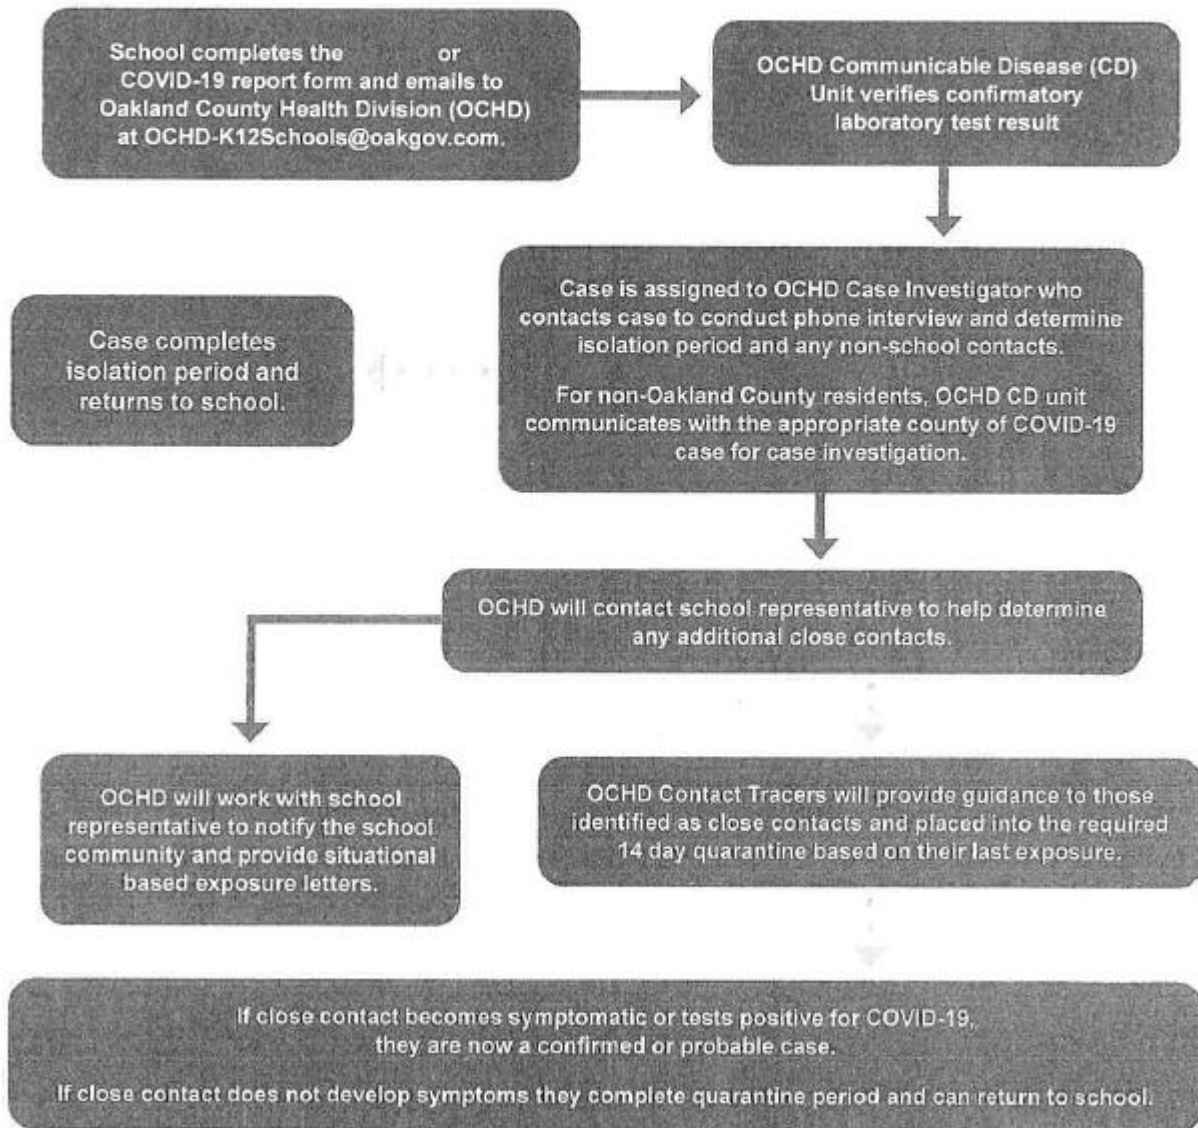 School completes the or
COVID-19 report form and emails to
Oakland County Health Division (OCHD)
at OCHD-K12Schools@oakgov.com.
OCHD Communicable Disease (CD)
Unit verifies confirmatory
laboratory test result
Case is assigned to OCHD Case Investigator who
contacts case to conduct phone interview and determine
isolation period and any non-school contacts.
For non-Oakland County residents, OCHD CD unit
communicates with the appropriate county of COVID-19
case for case investigation.
Case completes
isolation period and
returns to school.
OCHD will contact school representative to help determine
any additional close contacts.
OCHD will work with school
representative to notify the school
community and provide situational
based exposure letters.
OCHD Contact Tracers will provide guidance to those
identified as close contacts and placed into the required
14 day quarantine based on their last exposure.
If close contact becomes symptomatic or tests positive for COVID-19,
they are now a confirmed or probable case.
If close contact does not develop symptoms they complete quarantine period and can return to school.